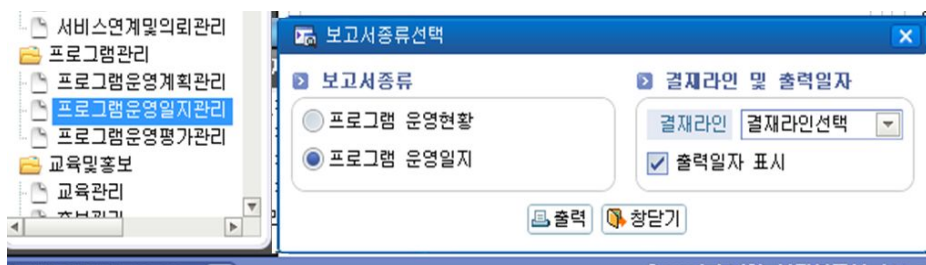 서비스연계및의뢰관리
프로그램관리
프로그램운영계획관리
프로그램운영일지관리
프로그램운영평가관리
교육및홍보
교육관리
보고서종류선택
보고서종류
프로그램 운영현황
프로그램 운영일지
결재라인 및 출력일자
결재라인 결재라인선택
출력일자 표시
출력 창닫기